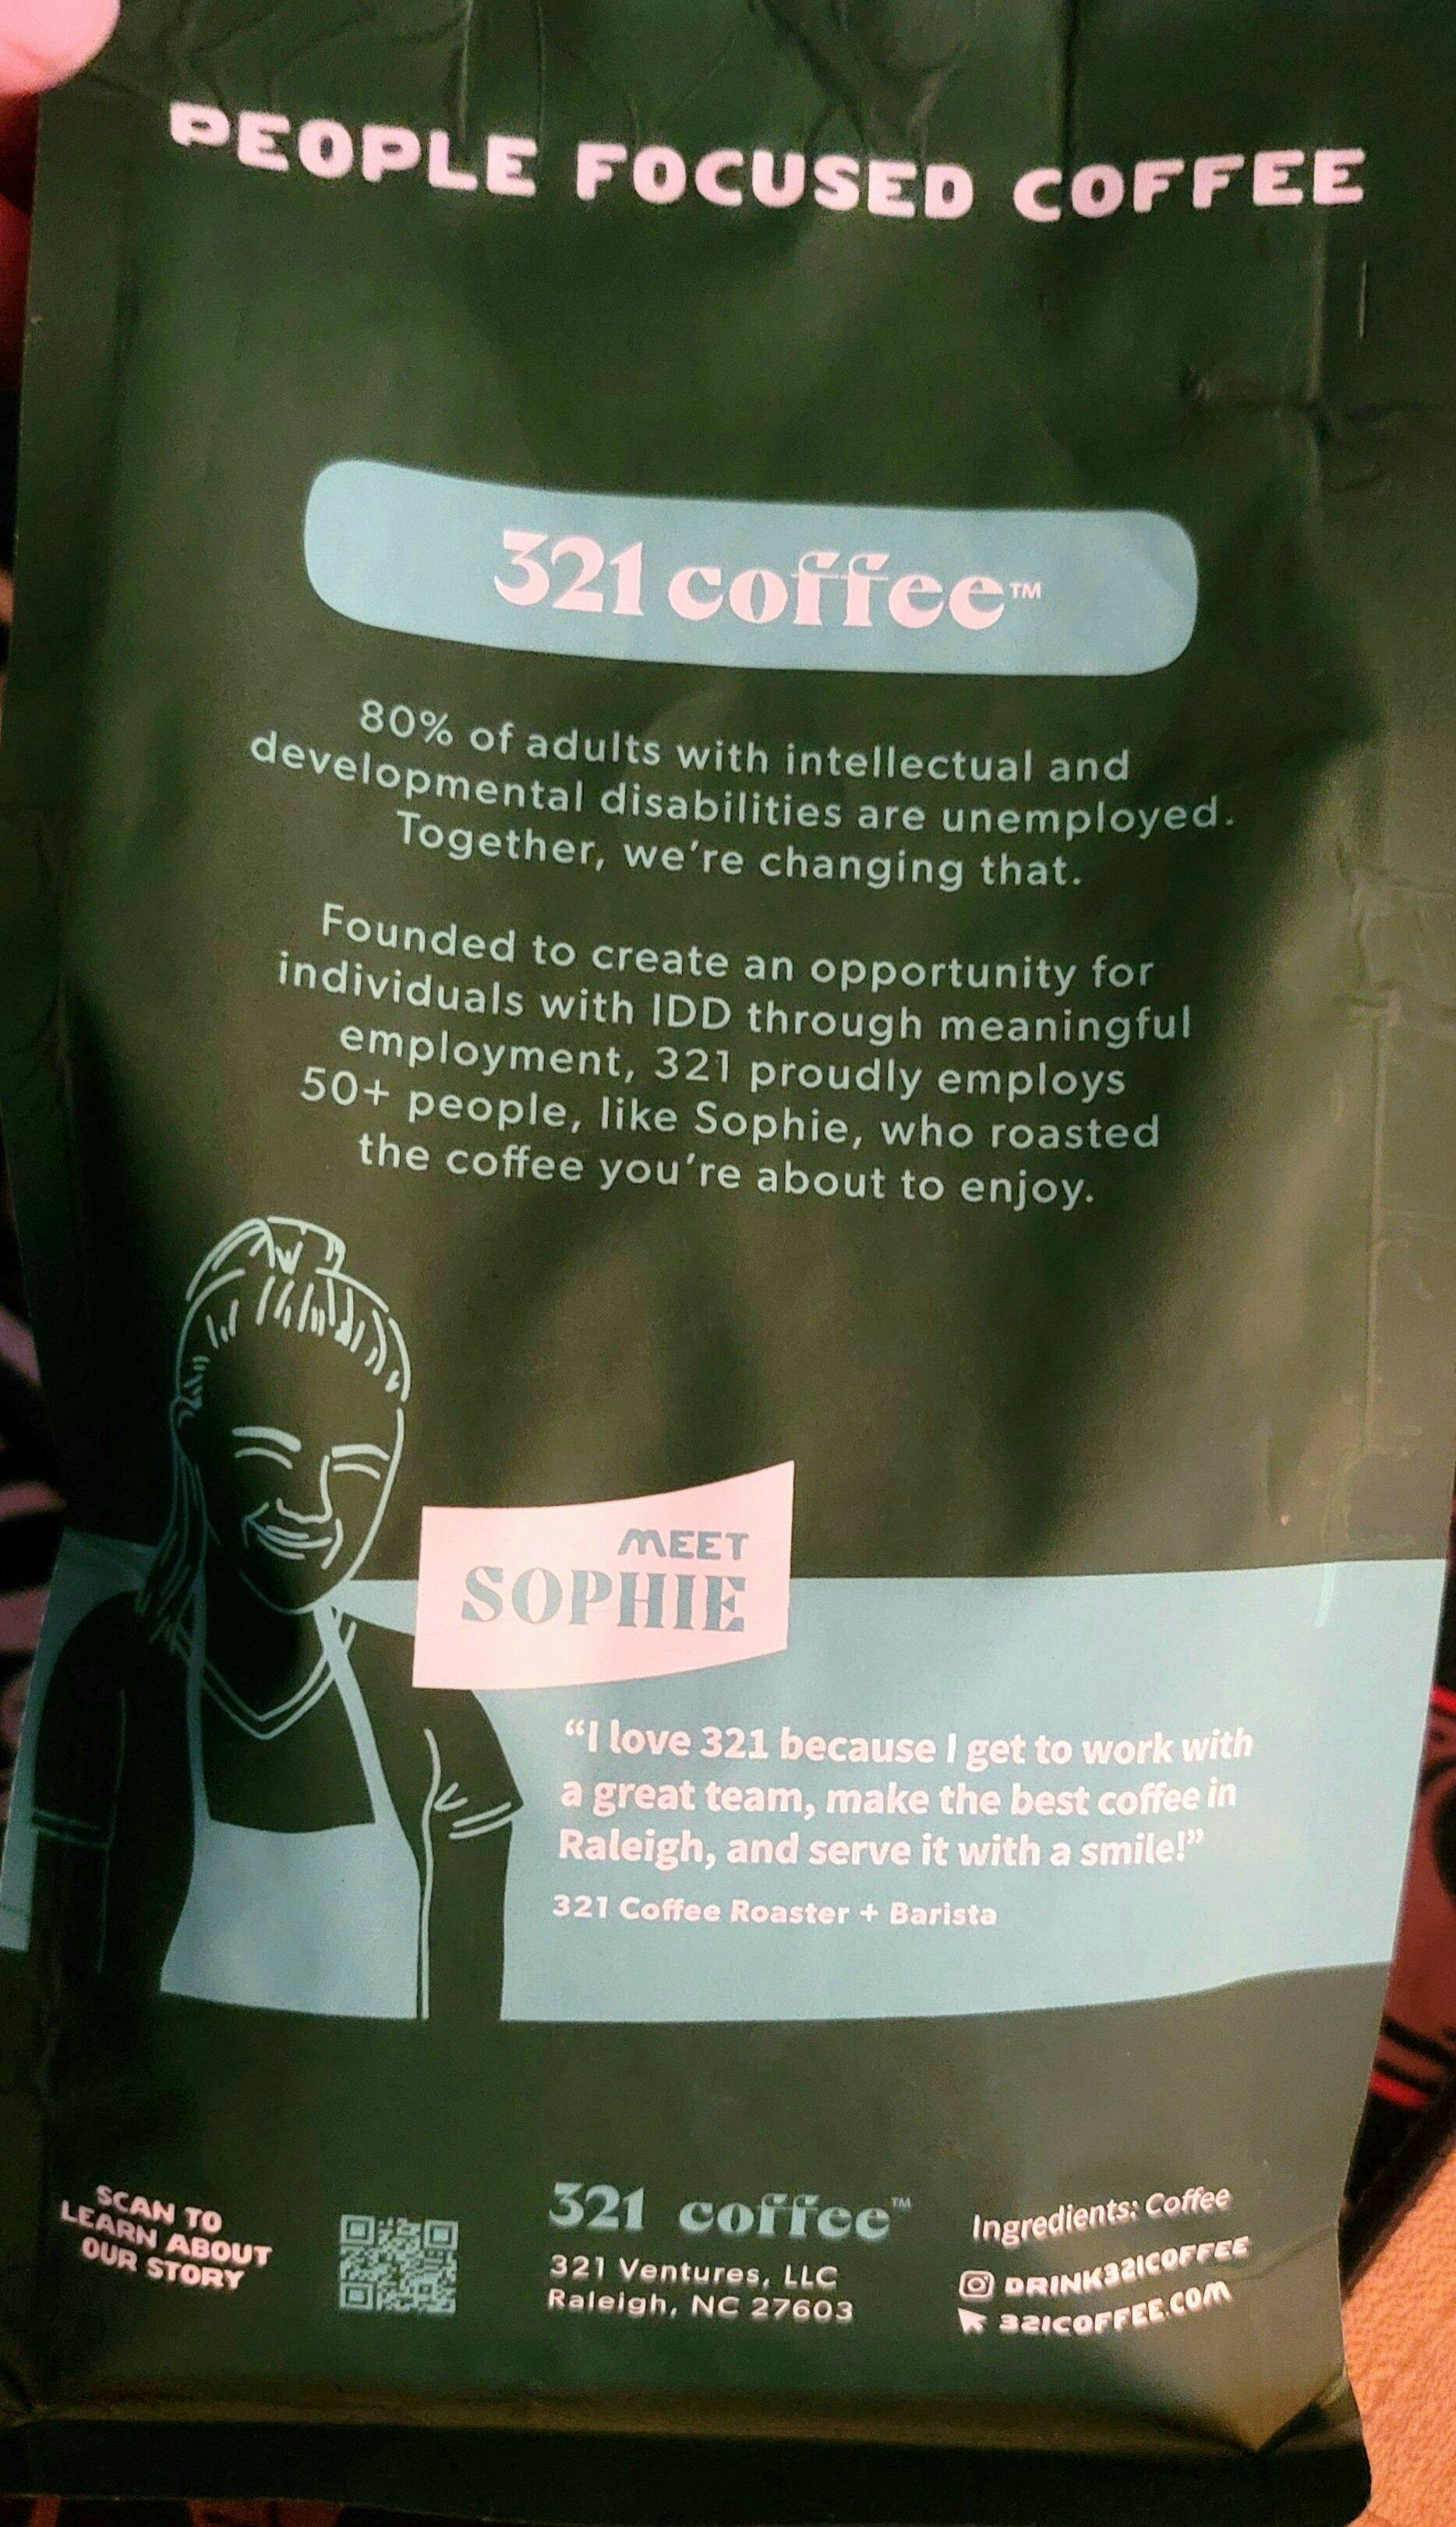 PEOPLE FOCUSED COFFEE
321 coffee™
80% of adults with intellectual and
developmental disabilities are unemployed.
Together, we're changing that.
Founded to create an opportunity for
individuals with IDD through meaningful
employment, 321 proudly employs
50+ people, like Sophie, who roasted
the coffee you're about to enjoy.
MEET
SOPHIE
“I love 321 because I get to work with
a great team, make the best coffee in
Raleigh, and serve it with a smile!”
321 Coffee Roaster + Barista
SCAN TO
LEARN ABOUT
OUR STORY
321 coffee™
321 Ventures, LLC
Raleigh, NC 27603
Ingredients: Coffee
DRINK321COFFEE
321COFFEE.COM